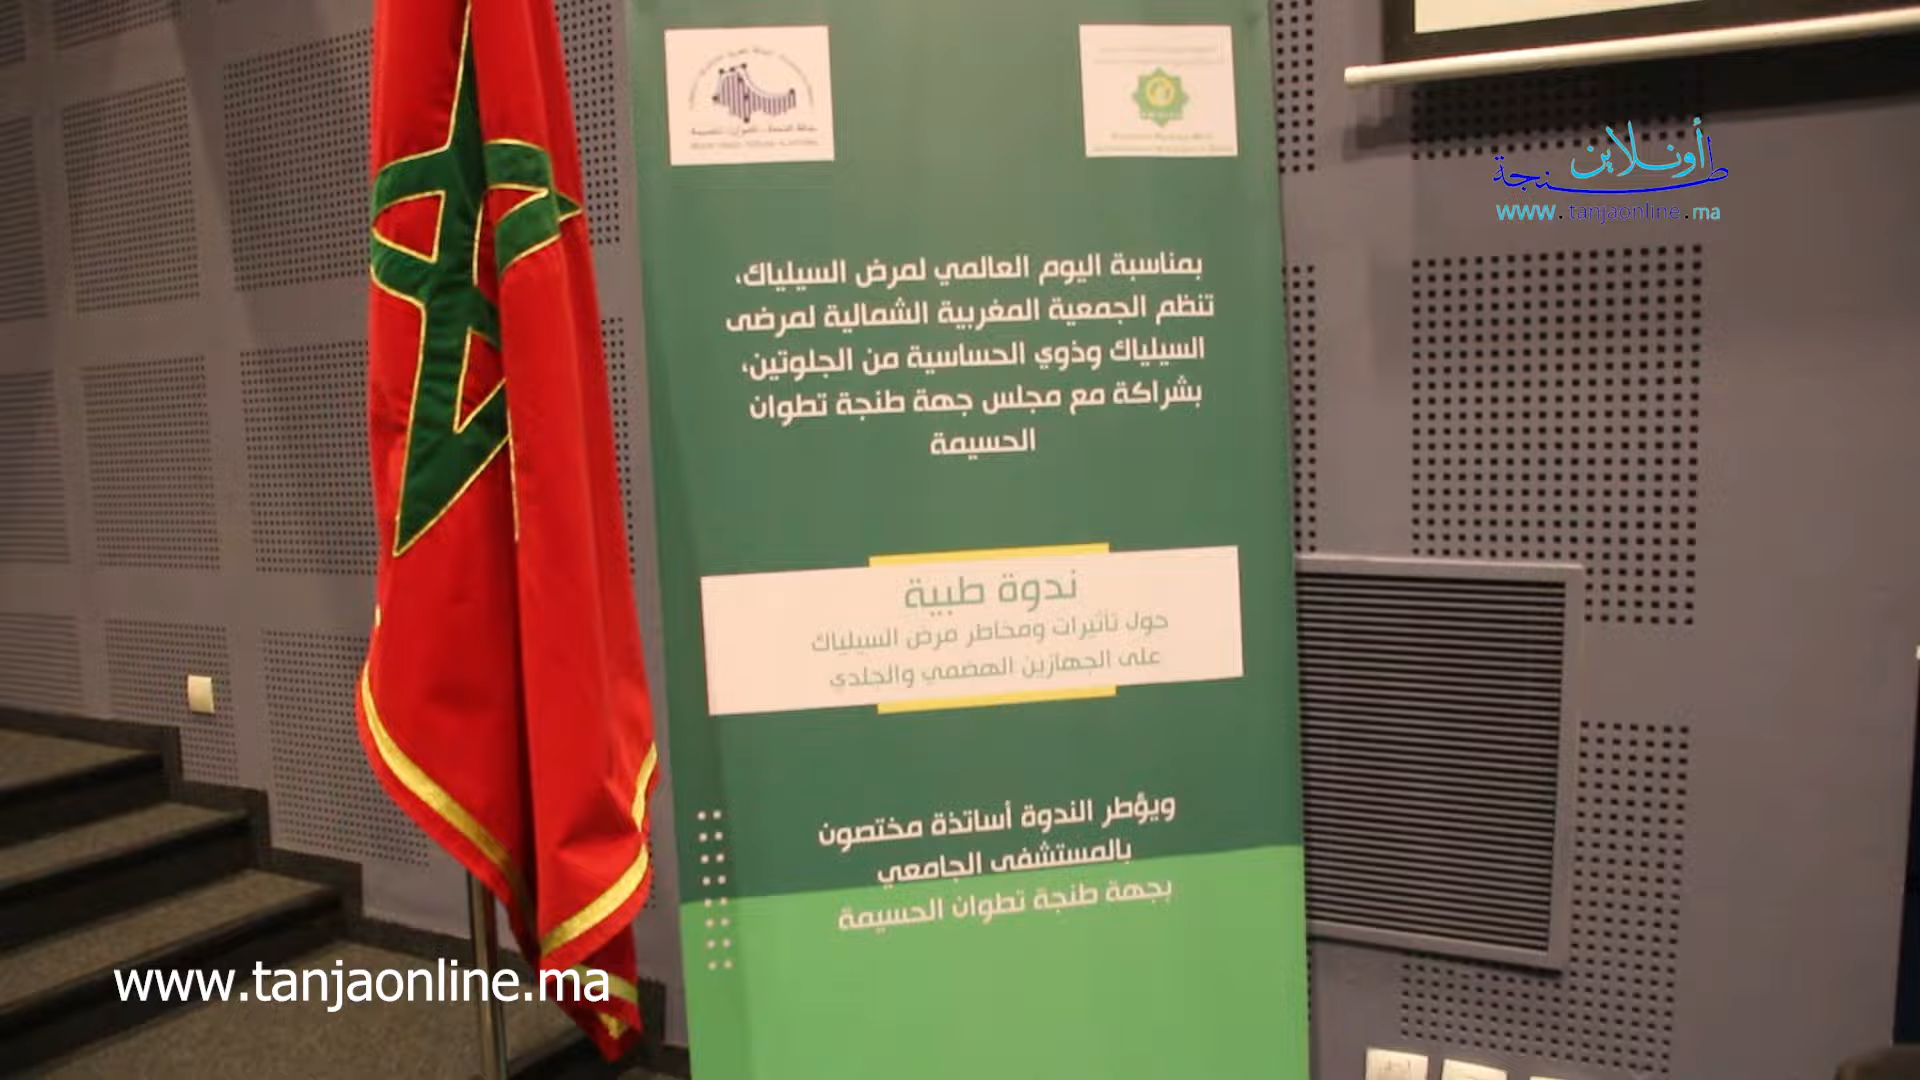 طنجة
أونلاين
www.tanjaonline.ma
بمناسبة اليوم العالمي لمرض السيلياك،
تنظم الجمعية المغربية الشمالية لمرضى
السيلياك وذوي الحساسية من الجلوتين،
بشراكة مع مجلس جهة طنجة تطوان
الحسيمة
ندوة طبية
حول تأثيرات ومخاطر مرض السيلياك
على الجهازين الهضمي والجلدي
ويؤطر الندوة أساتذة مختصون
بالمستشفى الجامعي
بجهة طنجة تطوان الحسيمة
www.tanjaonline.ma